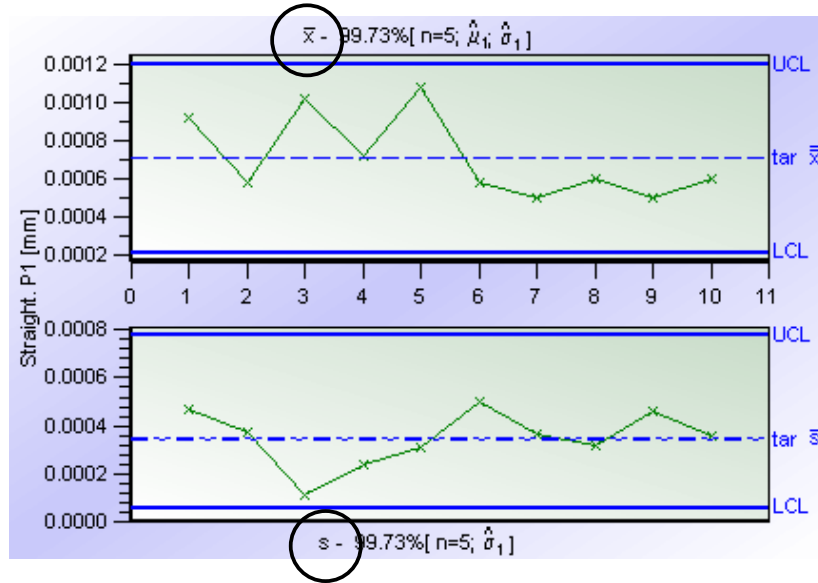 x̄ - 99.73%[ n=5; μ̂₁; σ̂₁]
0.0012
UCL
0.0010
0.0008
tar x̿
0.0006
0.0004
0.0002
LCL
0 1 2 3 4 5 6 7 8 9 10 11
Straight. P1 [mm]
0.0008
UCL
0.0006
0.0004
tar s̄
0.0002
LCL
0.0000
s - 99.73%[ n=5; σ̂₁]